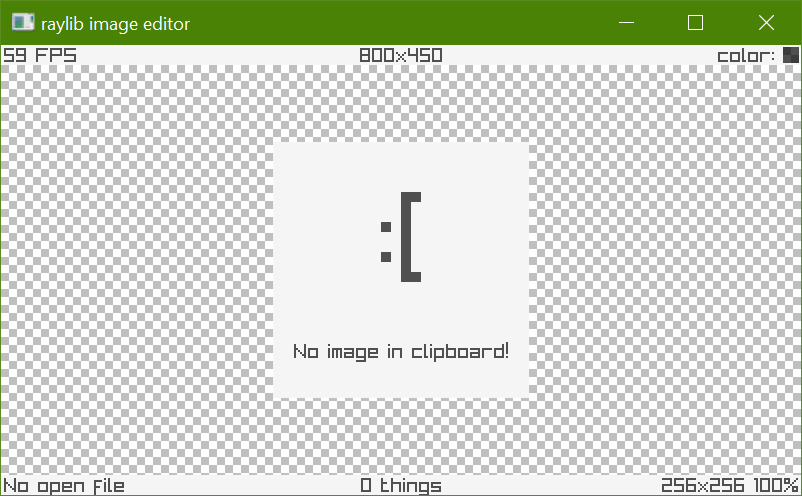 raylib image editor
59 FPS 800x450 color:
:[
No image in clipboard!
No open file 0 things 256x256 100%